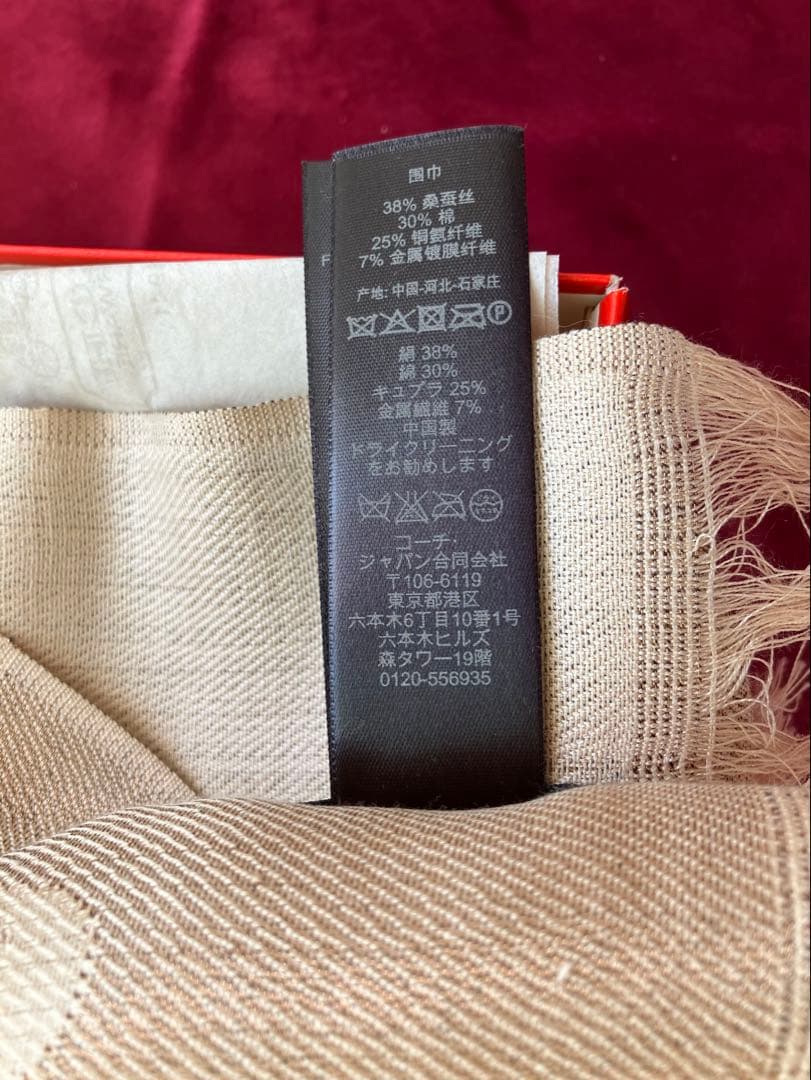 围巾
38% 桑蚕丝
30% 棉
25% 铜氨纤维
7% 金属镀膜纤维
F
产地: 中国-河北-石家庄
P
絹 38%
綿 30%
キュプラ 25%
金属繊維 7%
中国製
ドライクリーニング
をお勧めします
コーチ・
ジャパン合同会社
〒106-6119
東京都港区
六本木6丁目10番1号
六本木ヒルズ
森タワー19階
0120-556935